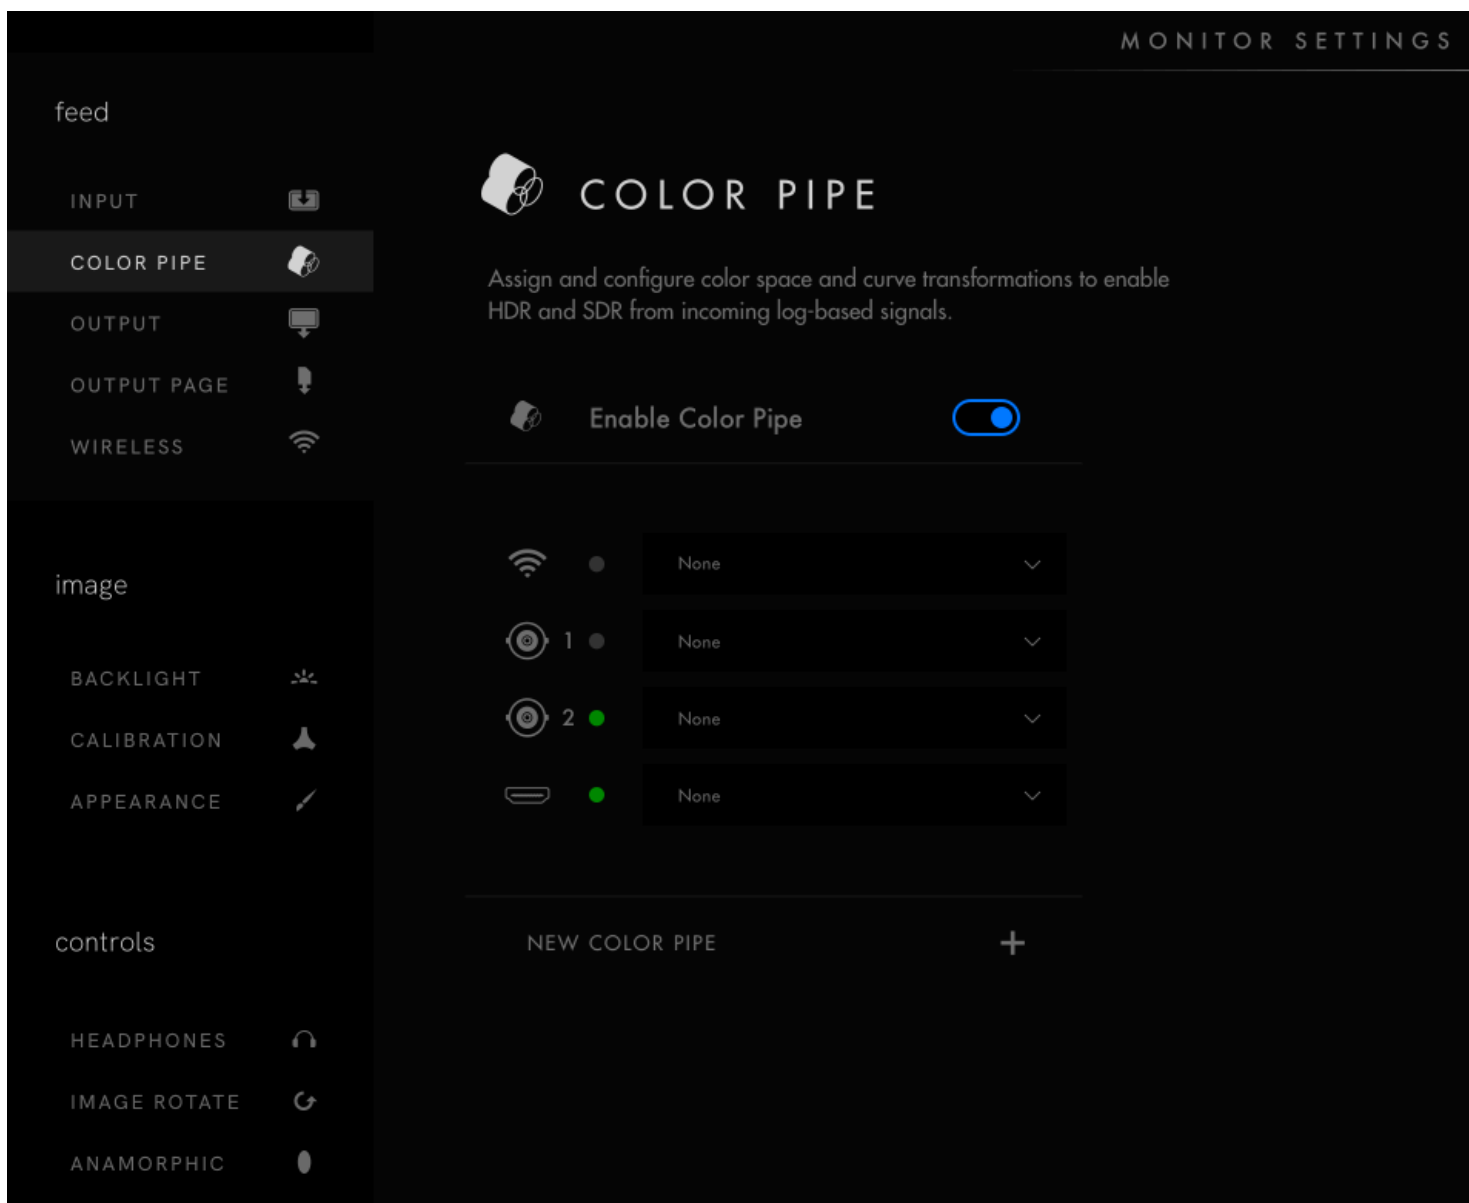 MONITOR SETTINGS
feed
INPUT
COLOR PIPE
OUTPUT
OUTPUT PAGE
WIRELESS
image
BACKLIGHT
CALIBRATION
APPEARANCE
controls
HEADPHONES
IMAGE ROTATE
ANAMORPHIC
COLOR PIPE
Assign and configure color space and curve transformations to enable
HDR and SDR from incoming log-based signals.
Enable Color Pipe
None
1 None
2 None
None
NEW COLOR PIPE +